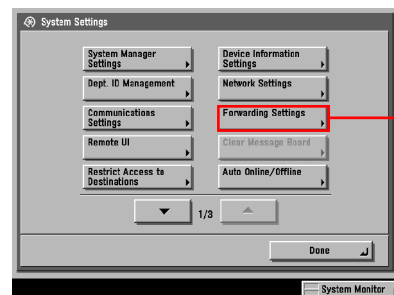 System Settings
System Manager
Settings
Device Information
Settings
Dept. ID Management
Network Settings
Communications
Settings
Forwarding Settings
Remote UI
Clear Message Board
Restrict Access to
Destinations
Auto Online/Offline
1/3
Done
System Monitor